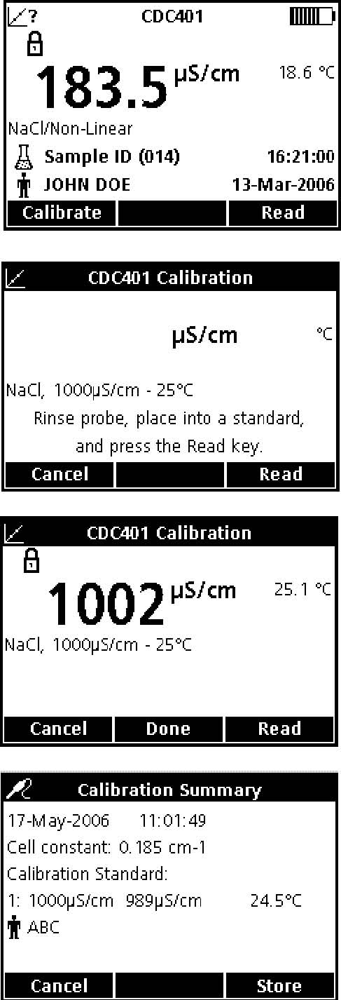 ? CDC401
183.5 µS/cm 18.6 °C
NaCl/Non-Linear
Sample ID (014) 16:21:00
JOHN DOE 13-Mar-2006
Calibrate Read
CDC401 Calibration
µS/cm °C
NaCl, 1000µS/cm - 25°C
Rinse probe, place into a standard,
and press the Read key.
Cancel Read
CDC401 Calibration
1002 µS/cm 25.1 °C
NaCl, 1000µS/cm - 25°C
Cancel Done Read
Calibration Summary
17-May-2006 11:01:49
Cell constant: 0.185 cm-1
Calibration Standard:
1: 1000µS/cm 989µS/cm 24.5°C
ABC
Cancel Store